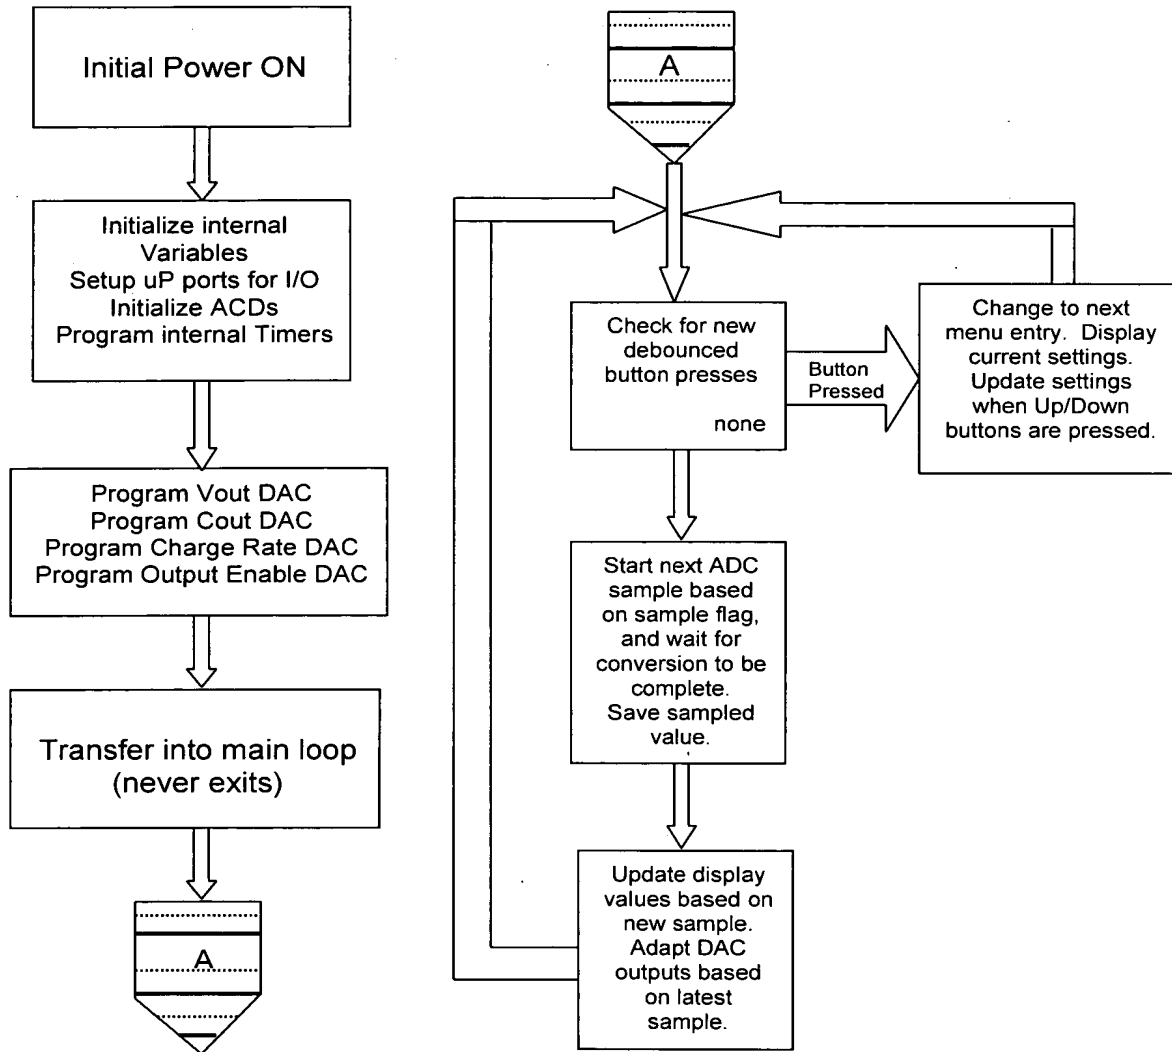 Initial Power ON
Initialize internal
Variables
Setup uP ports for I/O
Initialize ACDs
Program internal Timers
Program Vout DAC
Program Cout DAC
Program Charge Rate DAC
Program Output Enable DAC
Transfer into main loop
(never exits)
A
A
Check for new
debounced
button presses
none
Button
Pressed
Change to next
menu entry. Display
current settings.
Update settings
when Up/Down
buttons are pressed.
Start next ADC
sample based
on sample flag,
and wait for
conversion to be
complete.
Save sampled
value.
Update display
values based on
new sample.
Adapt DAC
outputs based
on latest
sample.